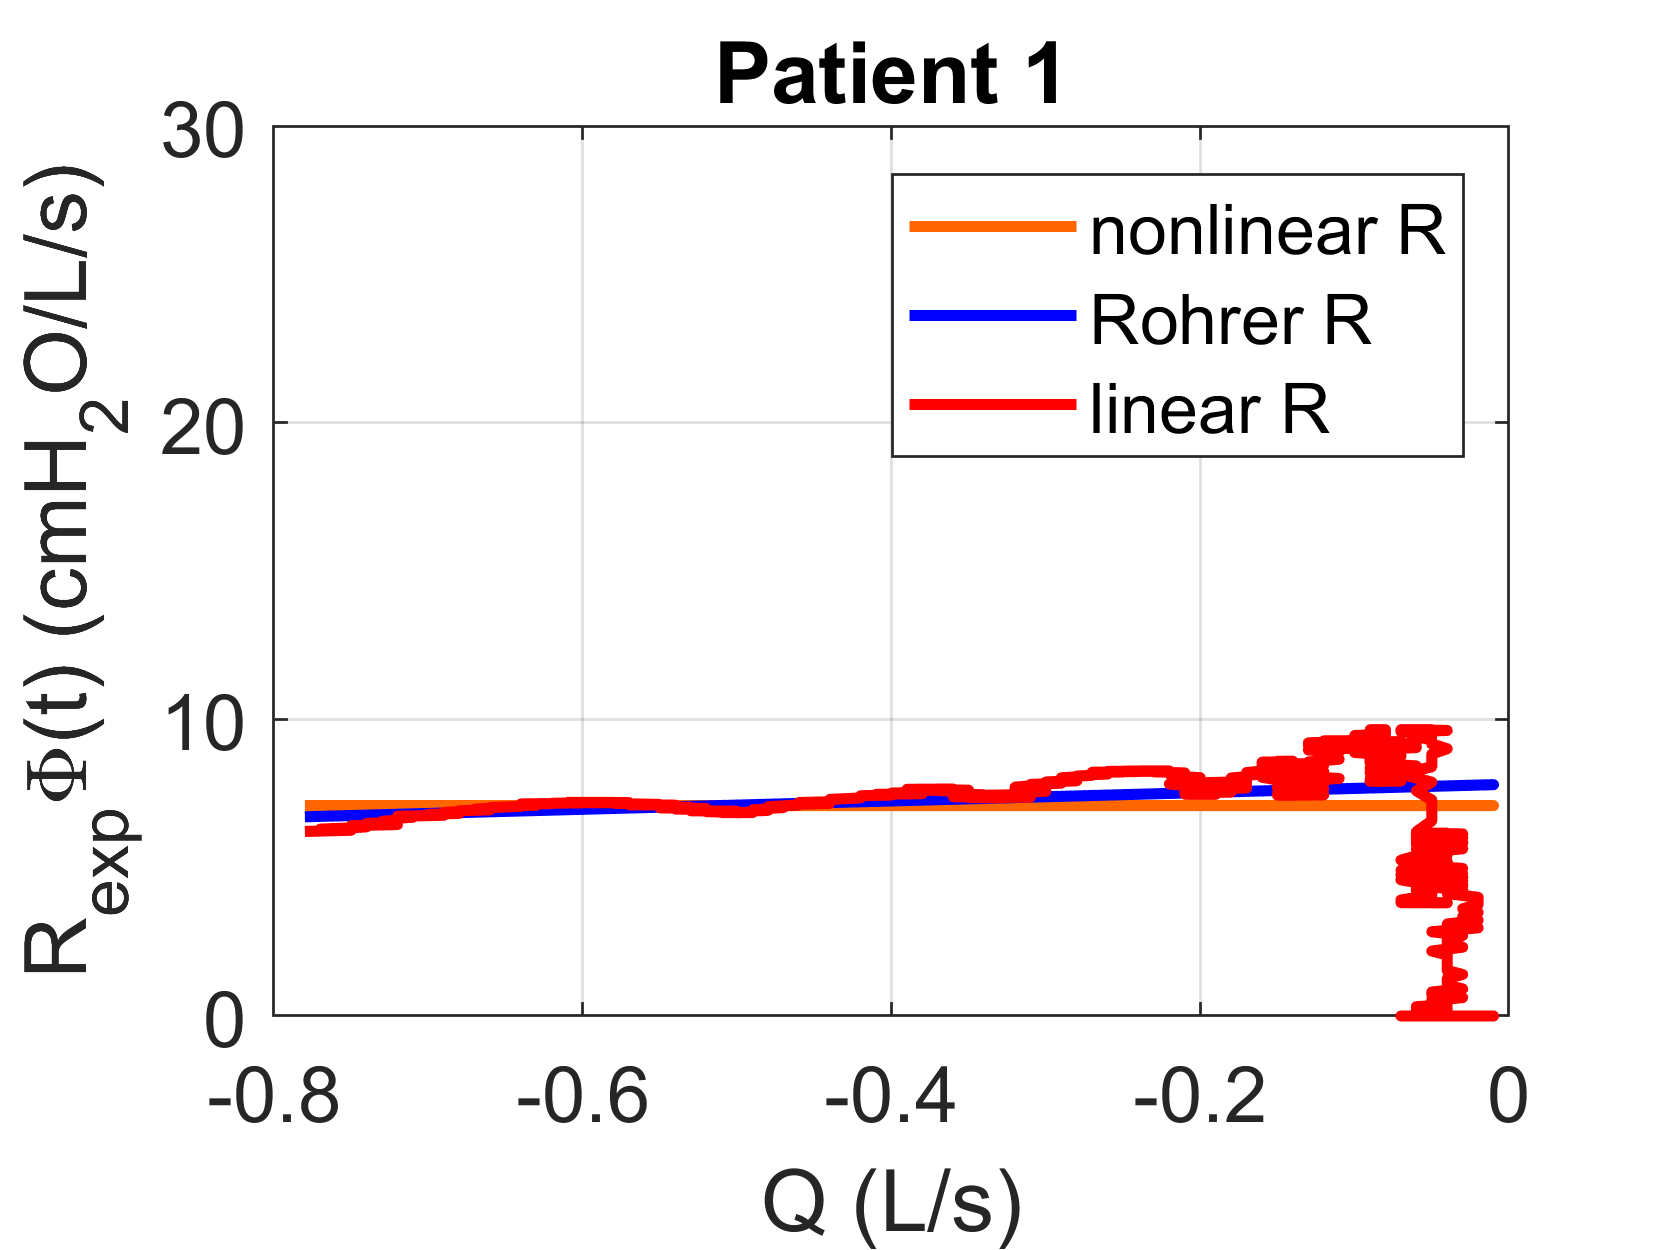 Patient 1
R_exp Φ(t) (cmH₂O/L/s)
30
20
10
0
nonlinear R
Rohrer R
linear R
-0.8 -0.6 -0.4 -0.2 0
Q (L/s)